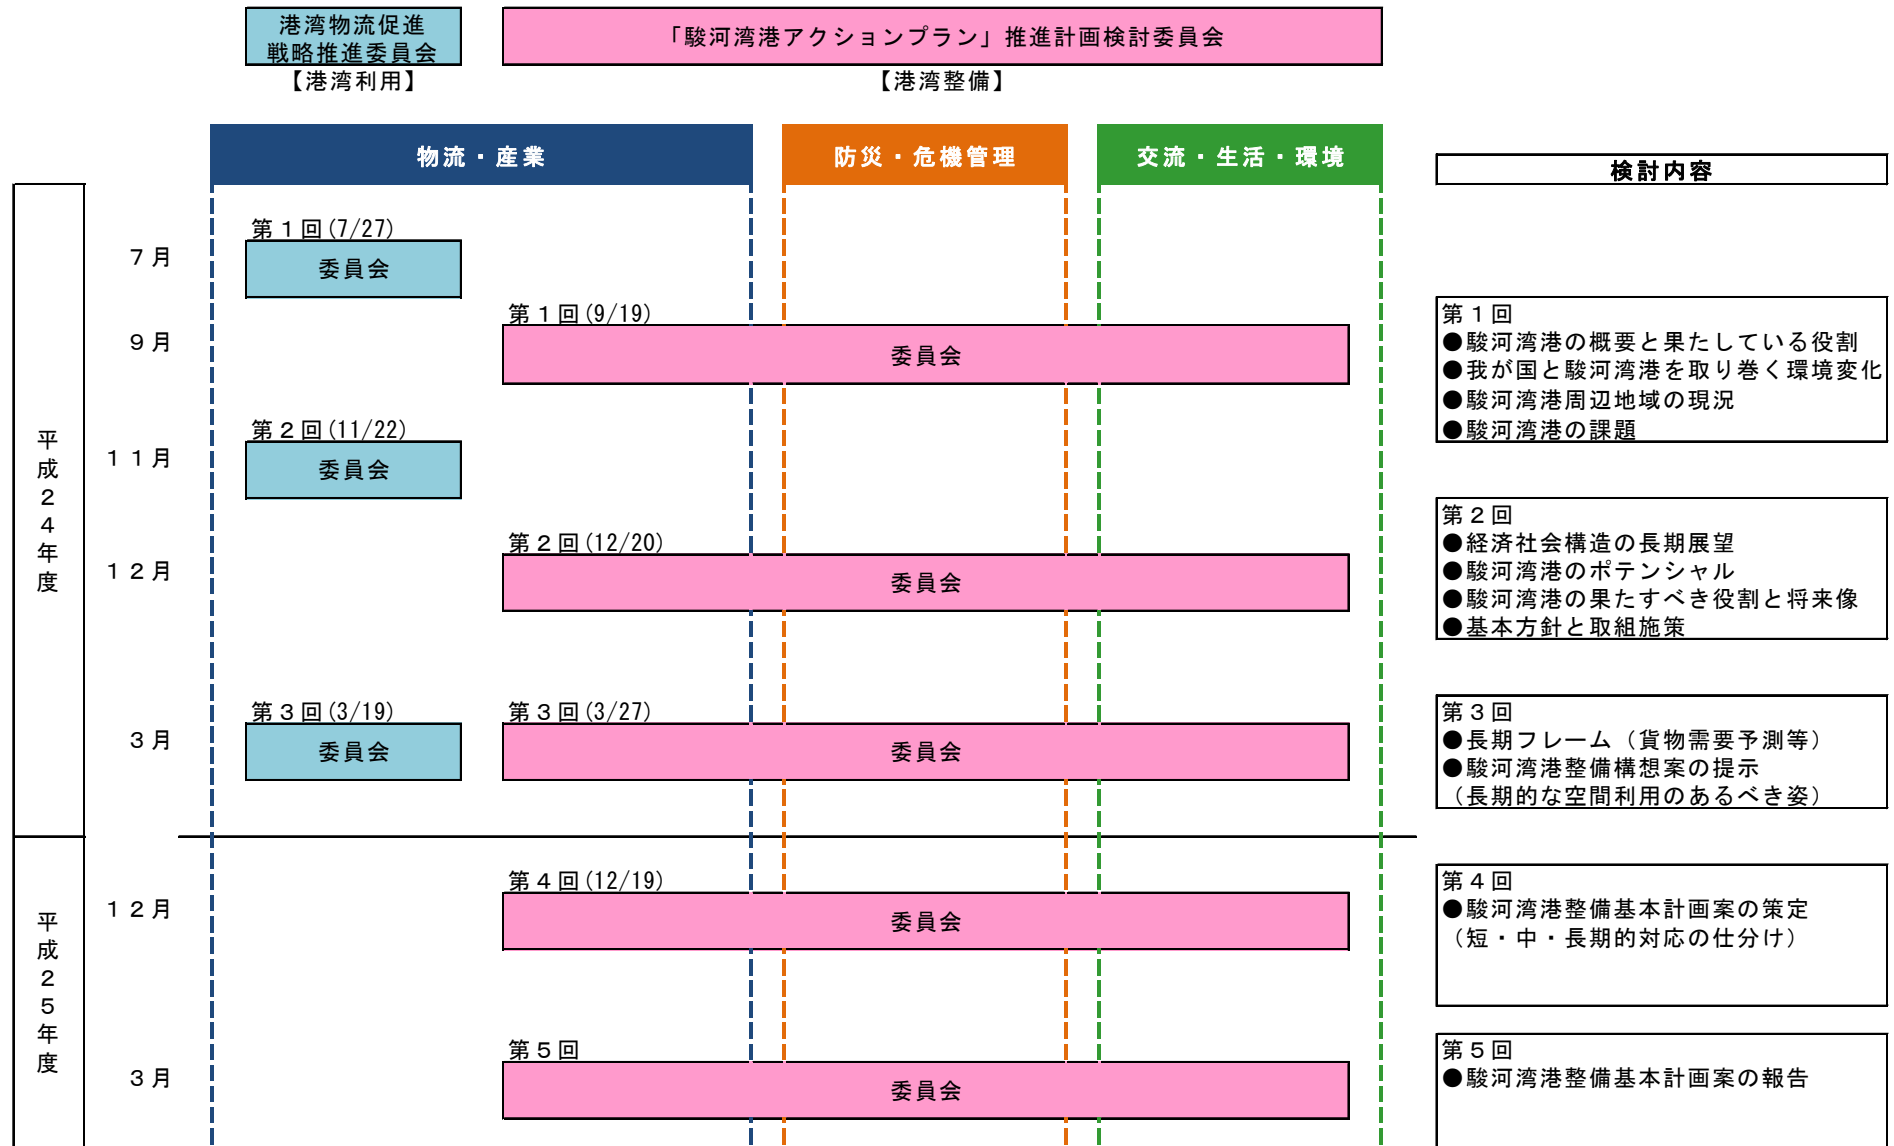 港湾物流促進
戦略推進委員会
【港湾利用】
「駿河湾港アクションプラン」推進計画検討委員会
【港湾整備】
物流・産業
防災・危機管理
交流・生活・環境
検討内容
平成２４年度
７月
第１回(7/27)
委員会
９月
第１回(9/19)
委員会
第１回
●駿河湾港の概要と果たしている役割
●我が国と駿河湾港を取り巻く環境変化
●駿河湾港周辺地域の現況
●駿河湾港の課題
１１月
第２回(11/22)
委員会
１２月
第２回(12/20)
委員会
第２回
●経済社会構造の長期展望
●駿河湾港のポテンシャル
●駿河湾港の果たすべき役割と将来像
●基本方針と取組施策
３月
第３回(3/19)
委員会
第３回(3/27)
委員会
第３回
●長期フレーム（貨物需要予測等）
●駿河湾港整備構想案の提示
（長期的な空間利用のあるべき姿）
平成２５年度
１２月
第４回(12/19)
委員会
第４回
●駿河湾港整備基本計画案の策定
（短・中・長期的対応の仕分け）
３月
第５回
委員会
第５回
●駿河湾港整備基本計画案の報告